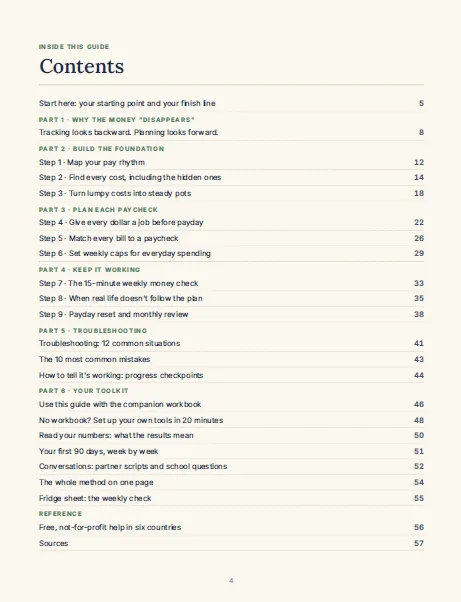 INSIDE THIS GUIDE
Contents
Start here: your starting point and your finish line 5
PART 1 · WHY THE MONEY "DISAPPEARS"
Tracking looks backward. Planning looks forward. 8
PART 2 · BUILD THE FOUNDATION
Step 1 · Map your pay rhythm 12
Step 2 · Find every cost, including the hidden ones 14
Step 3 · Turn lumpy costs into steady pots 18
PART 3 · PLAN EACH PAYCHECK
Step 4 · Give every dollar a job before payday 22
Step 5 · Match every bill to a paycheck 26
Step 6 · Set weekly caps for everyday spending 29
PART 4 · KEEP IT WORKING
Step 7 · The 15-minute weekly money check 33
Step 8 · When real life doesn't follow the plan 35
Step 9 · Payday reset and monthly review 38
PART 5 · TROUBLESHOOTING
Troubleshooting: 12 common situations 41
The 10 most common mistakes 43
How to tell it's working: progress checkpoints 44
PART 6 · YOUR TOOLKIT
Use this guide with the companion workbook 46
No workbook? Set up your own tools in 20 minutes 48
Read your numbers: what the results mean 50
Your first 90 days, week by week 51
Conversations: partner scripts and school questions 52
The whole method on one page 54
Fridge sheet: the weekly check 55
REFERENCE
Free, not-for-profit help in six countries 56
Sources 57
4